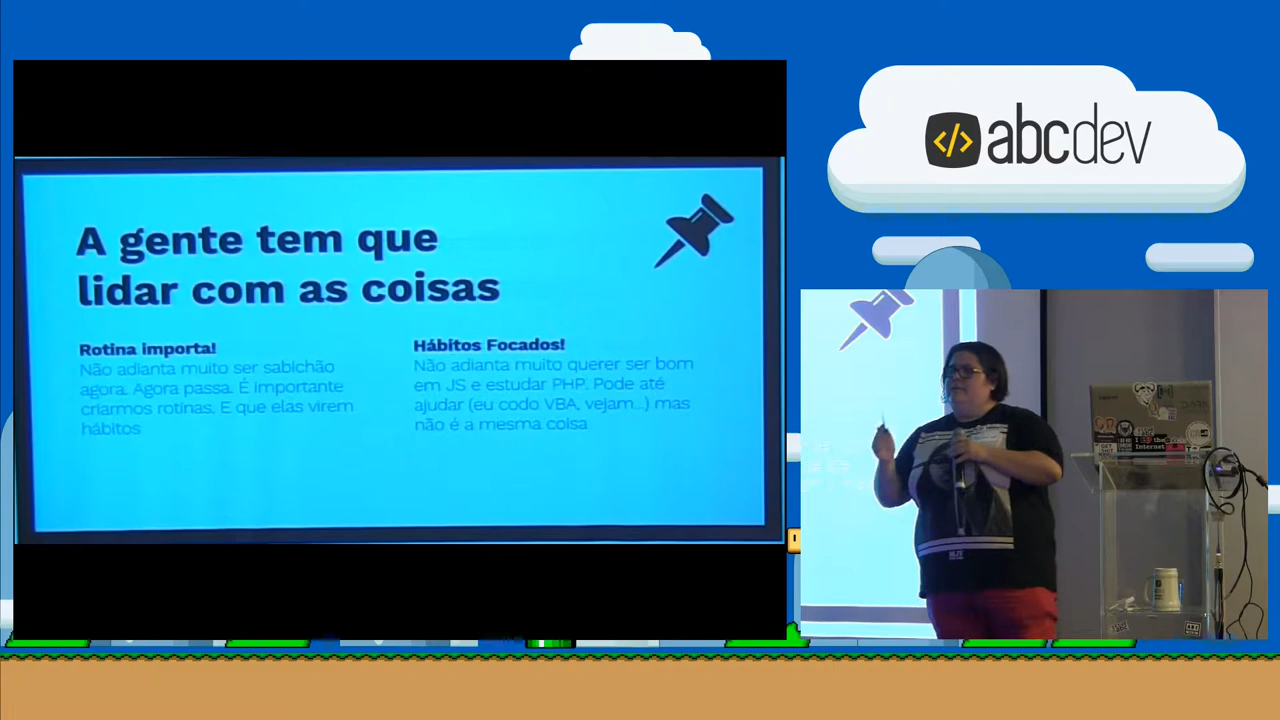 A gente tem que
lidar com as coisas
Rotina importa!
Não adianta muito ser sabichão
agora. Agora passa. É importante
criarmos rotinas. E que elas virem
hábitos
Hábitos Focados!
Não adianta muito querer ser bom
em JS e estudar PHP. Pode até
ajudar (eu codo VBA, vejam...) mas
não é a mesma coisa
</> abcdev